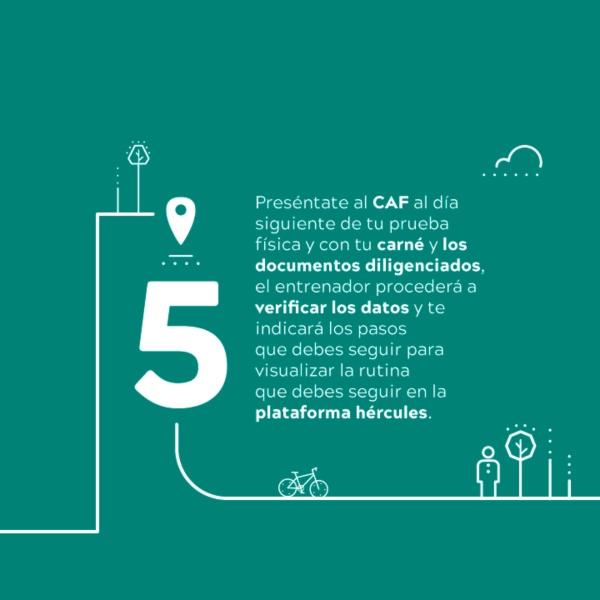 5
Preséntate al CAF al día
siguiente de tu prueba
física y con tu carné y los
documentos diligenciados,
el entrenador procederá a
verificar los datos y te
indicará los pasos
que debes seguir para
visualizar la rutina
que debes seguir en la
plataforma hércules.